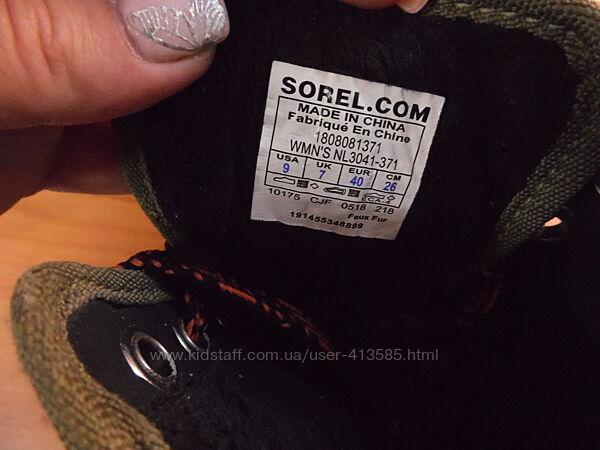 SOREL.COM
MADE IN CHINA
Fabriqué En Chine
1808081371
WMN'S NL3041-371
USA UK EUR CM
9 7 40 26
10175 CJF 0518 218
Faux Fur
191455346899
www.kidstaff.com.ua/user-413585.html